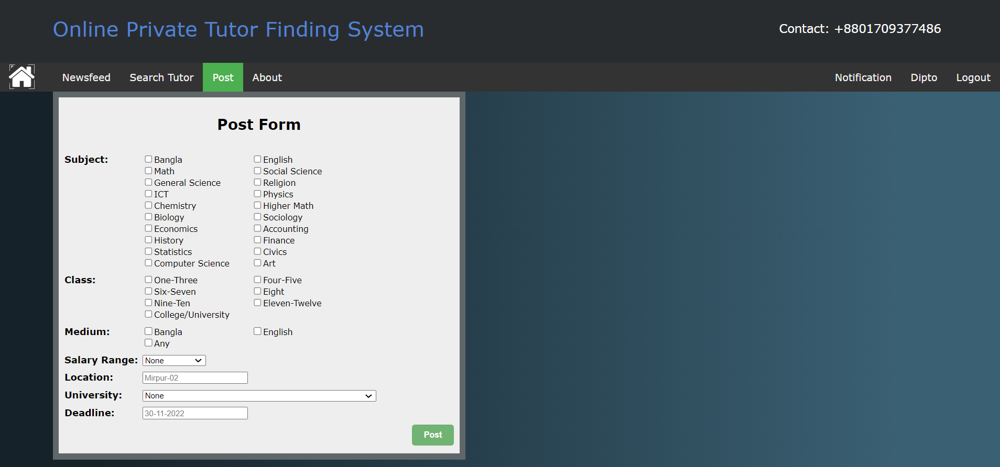 Online Private Tutor Finding System
Contact: +8801709377486
Newsfeed Search Tutor Post About Notification Dipto Logout
Post Form
Subject: Bangla English
Math Social Science
General Science Religion
ICT Physics
Chemistry Higher Math
Biology Sociology
Economics Accounting
History Finance
Statistics Civics
Computer Science Art
Class: One-Three Four-Five
Six-Seven Eight
Nine-Ten Eleven-Twelve
College/University
Medium: Bangla English
Any
Salary Range: None
Location: Mirpur-02
University: None
Deadline: 30-11-2022
Post